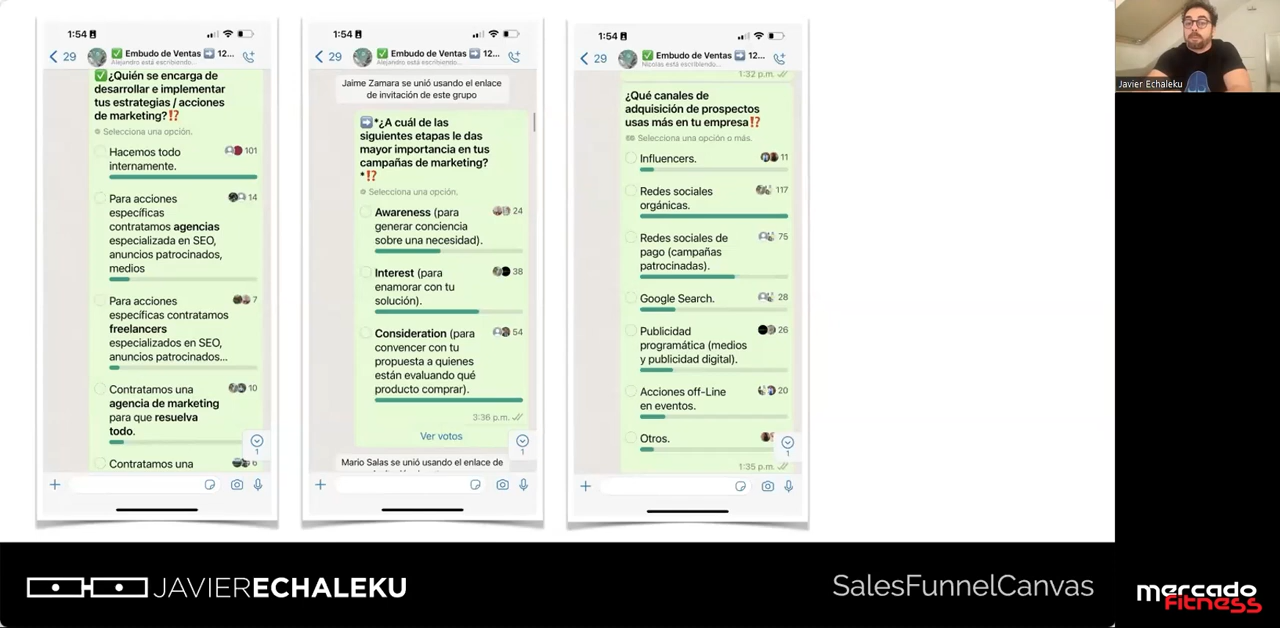 1:54
29
✅ Embudo de Ventas ➡️ 12...
Alejandro está escribiendo...
✅¿Quién se encarga de
desarrollar e implementar
tus estrategias / acciones
de marketing?⁉️
Selecciona una opción.
Hacemos todo
internamente.
101
Para acciones
específicas
contratamos agencias
especializada en SEO,
anuncios patrocinados,
medios
14
Para acciones
específicas contratamos
freelancers
especializados en SEO,
anuncios patrocinados...
7
Contratamos una
agencia de marketing
para que resuelva
todo.
10
Contratamos una
6
1
1:54
29
✅ Embudo de Ventas ➡️ 12...
Alejandro está escribiendo...
Jaime Zamara se unió usando el enlace
de invitación de este grupo
➡️*¿A cuál de las
siguientes etapas le das
mayor importancia en tus
campañas de marketing?
*⁉️
Selecciona una opción.
Awareness (para
generar conciencia
sobre una necesidad).
24
Interest (para
enamorar con tu
solución).
38
Consideration (para
convencer con tu
propuesta a quienes
están evaluando qué
producto comprar).
54
3:36 p.m.
Ver votos
1
Mario Salas se unió usando el enlace de
1:54
29
✅ Embudo de Ventas ➡️ 12...
Nicolás está escribiendo...
1:32 p.m.
¿Qué canales de
adquisición de prospectos
usas más en tu empresa⁉️
Selecciona una opción o más.
Influencers.
11
Redes sociales
orgánicas.
117
Redes sociales de
pago (campañas
patrocinadas).
75
Google Search.
28
Publicidad
programática (medios
y publicidad digital).
26
Acciones off-Line
en eventos.
20
Otros.
1
1:35 p.m.
Javier Echaleku
JAVIERECHALEKU
SalesFunnelCanvas
mercado
fitness